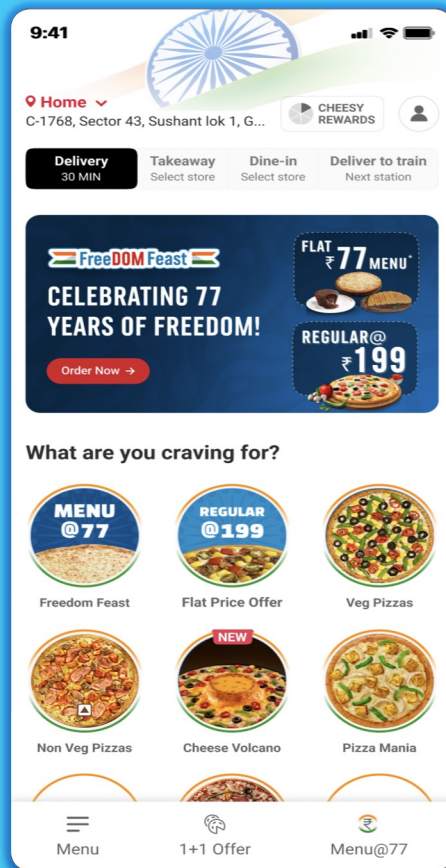 9:41
Home
C-1768, Sector 43, Sushant lok 1, G...
CHEESY
REWARDS
Delivery
30 MIN
Takeaway
Select store
Dine-in
Select store
Deliver to train
Next station
FreeDOM Feast
CELEBRATING 77
YEARS OF FREEDOM!
Order Now →
FLAT
₹77 MENU*
REGULAR@
₹199
What are you craving for?
MENU
@77
Freedom Feast
REGULAR
@199
Flat Price Offer
Veg Pizzas
Non Veg Pizzas
NEW
Cheese Volcano
Pizza Mania
Menu
1+1 Offer
₹
Menu@77